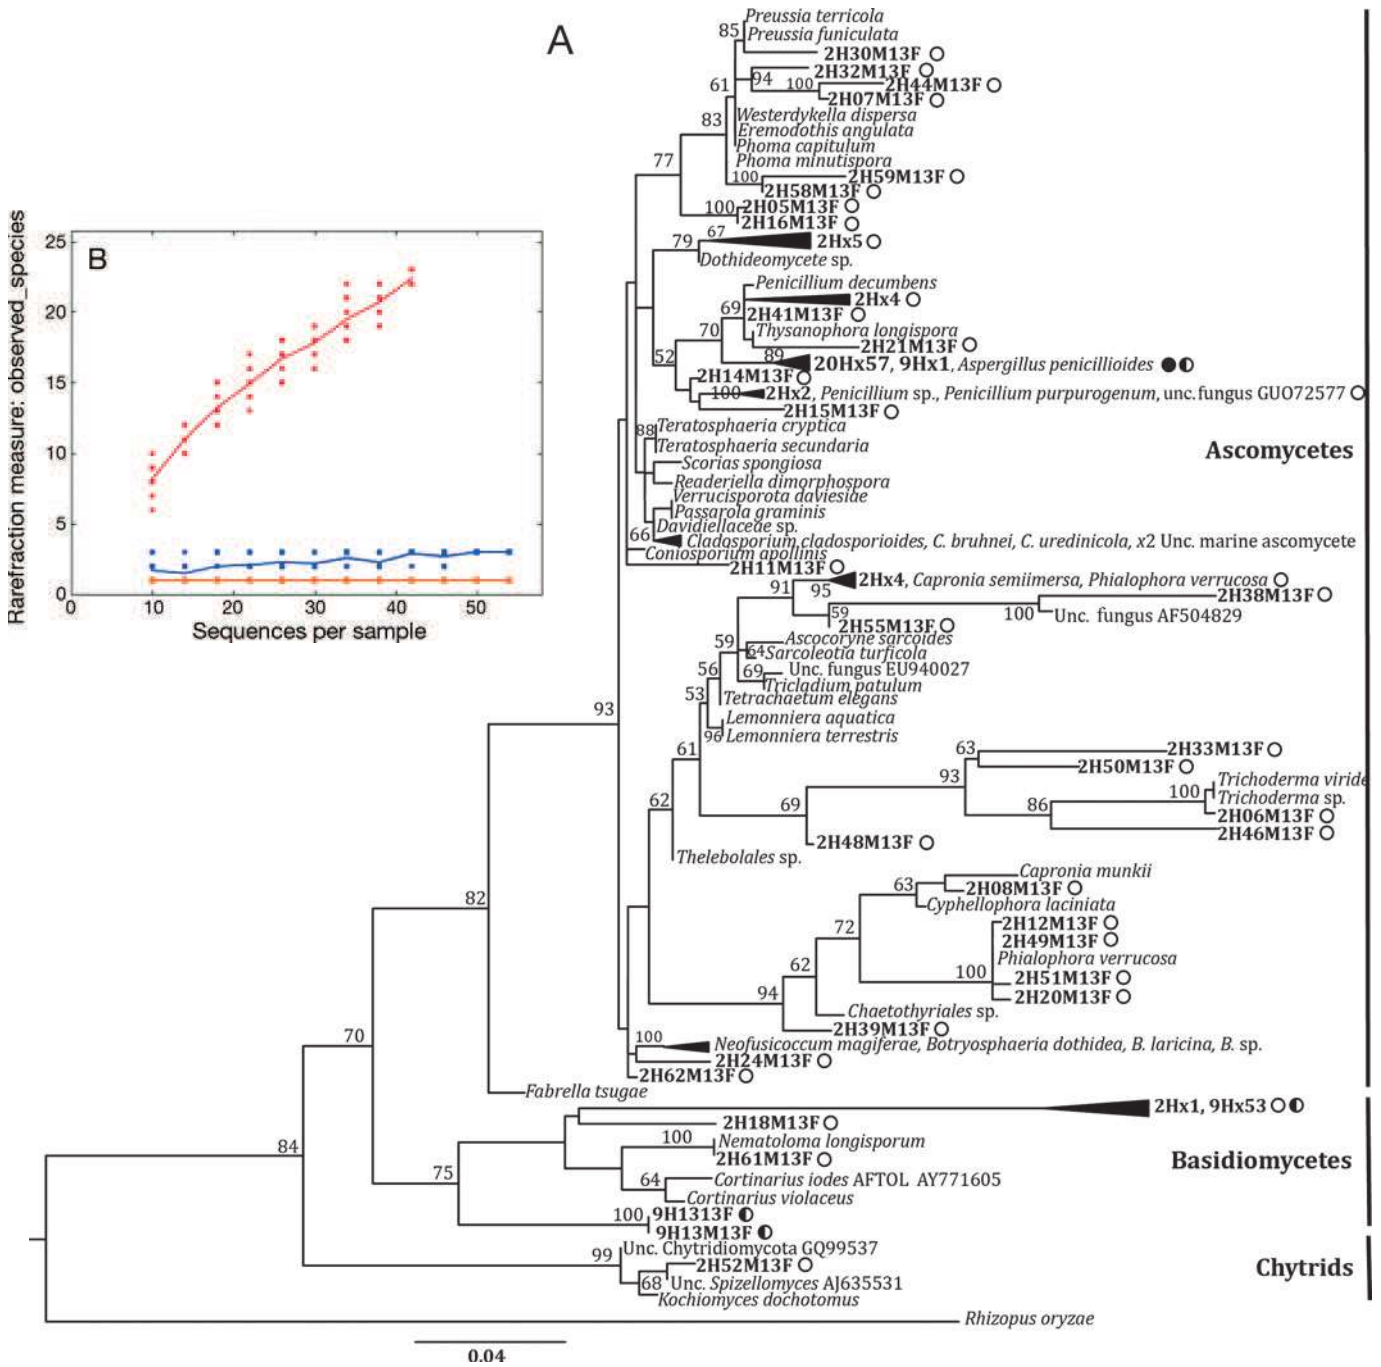 A
Preussia terricola
85
Preussia funiculata
2H30M13F
2H32M13F
94
2H44M13F
61
100
2H07M13F
Westerdykella dispersa
83
Eremodothis angulata
Phoma capitulum
Phoma minutispora
77
100
2H59M13F
2H58M13F
100
2H05M13F
2H16M13F
67
79
2Hx5
Dothideomycete sp.
Penicillium decumbens
2Hx4
69
2H41M13F
70
Thysanophora longispora
2H21M13F
52
89
20Hx57, 9Hx1, Aspergillus penicillioides
2H14M13F
100
2Hx2, Penicillium sp., Penicillium purpurogenum, unc.fungus GUO72577
2H15M13F
88
Teratosphaeria cryptica
Teratosphaeria secundaria
Ascomycetes
Scorias spongiosa
Readeriella dimorphospora
Verrucisporota daviesiae
Passarola graminis
Davidiellaceae sp.
66
Cladosporium cladosporioides, C. bruhnei, C. uredinicola, x2 Unc. marine ascomycete
Coniosporium apollinis
2H11M13F
91
95
2Hx4, Capronia semiimersa, Phialophora verrucosa
2H38M13F
59
100
Unc. fungus AF504829
2H55M13F
59
Ascocoryne sarcoides
64
Sarcoleotia turficola
56
69
Unc. fungus EU940027
Tricladium patulum
53
Tetrachaetum elegans
93
Lemonniera aquatica
96
Lemonniera terrestris
61
63
2H33M13F
2H50M13F
93
100
Trichoderma viride
Trichoderma sp.
62
69
86
2H06M13F
2H46M13F
2H48M13F
Thelebolales sp.
Capronia munkii
63
2H08M13F
82
Cyphellophora laciniata
72
2H12M13F
2H49M13F
Phialophora verrucosa
62
100
2H51M13F
94
2H20M13F
Chaetothyriales sp.
2H39M13F
70
100
Neofusicoccum magiferae, Botryosphaeria dothidea, B. laricina, B. sp.
2H24M13F
2H62M13F
Fabrella tsugae
2Hx1, 9Hx53
2H18M13F
84
100
Nematoloma longisporum
2H61M13F
Basidiomycetes
75
64
Cortinarius iodes AFTOL AY771605
Cortinarius violaceus
100
9H1313F
9H13M13F
99
Unc. Chytridiomycota GQ99537
2H52M13F
Chytrids
68
Unc. Spizellomyces AJ635531
Kochiomyces dochotomus
Rhizopus oryzae
0.04
B
Rarefraction measure: observed_species
25
20
15
10
5
0
0
10
20
30
40
50
Sequences per sample